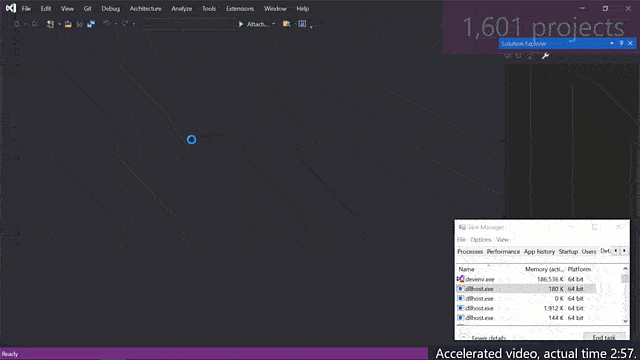 File Edit View Git Debug Architecture Analyze Tools Extensions Window Help
Attach...
1,601 projects
Solution Explorer
Task Manager
File Options View
Processes Performance App history Startup Users Det
Name Memory (acti... Platform
devenv.exe 186,536 K 64 bit
dllhost.exe 180 K 64 bit
dllhost.exe 0 K 64 bit
dllhost.exe 1,912 K 64 bit
dllhost.exe 144 K 64 bit
Fewer details End task
Ready
Accelerated video, actual time 2:57.